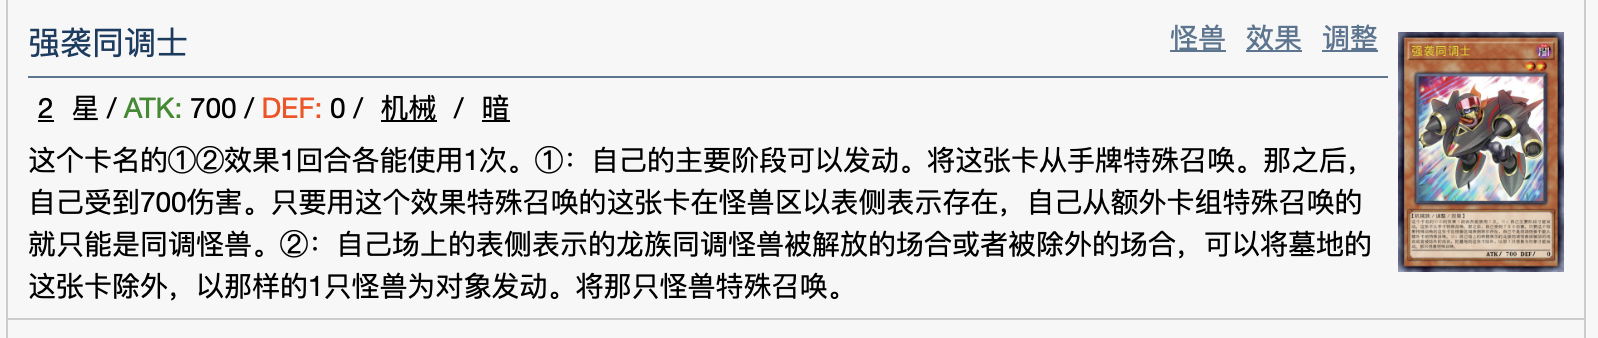 强袭同调士
怪兽 效果 调整
2 星 / ATK: 700 / DEF: 0 / 机械 / 暗
这个卡名的①②效果1回合各能使用1次。①：自己的主要阶段可以发动。将这张卡从手牌特殊召唤。那之后，
自己受到700伤害。只要用这个效果特殊召唤的这张卡在怪兽区以表侧表示存在，自己从额外卡组特殊召唤的
就只能是同调怪兽。②：自己场上的表侧表示的龙族同调怪兽被解放的场合或者被除外的场合，可以将墓地的
这张卡除外，以那样的1只怪兽为对象发动。将那只怪兽特殊召唤。
强袭同调士
ATK/ 700 DEF/ 0